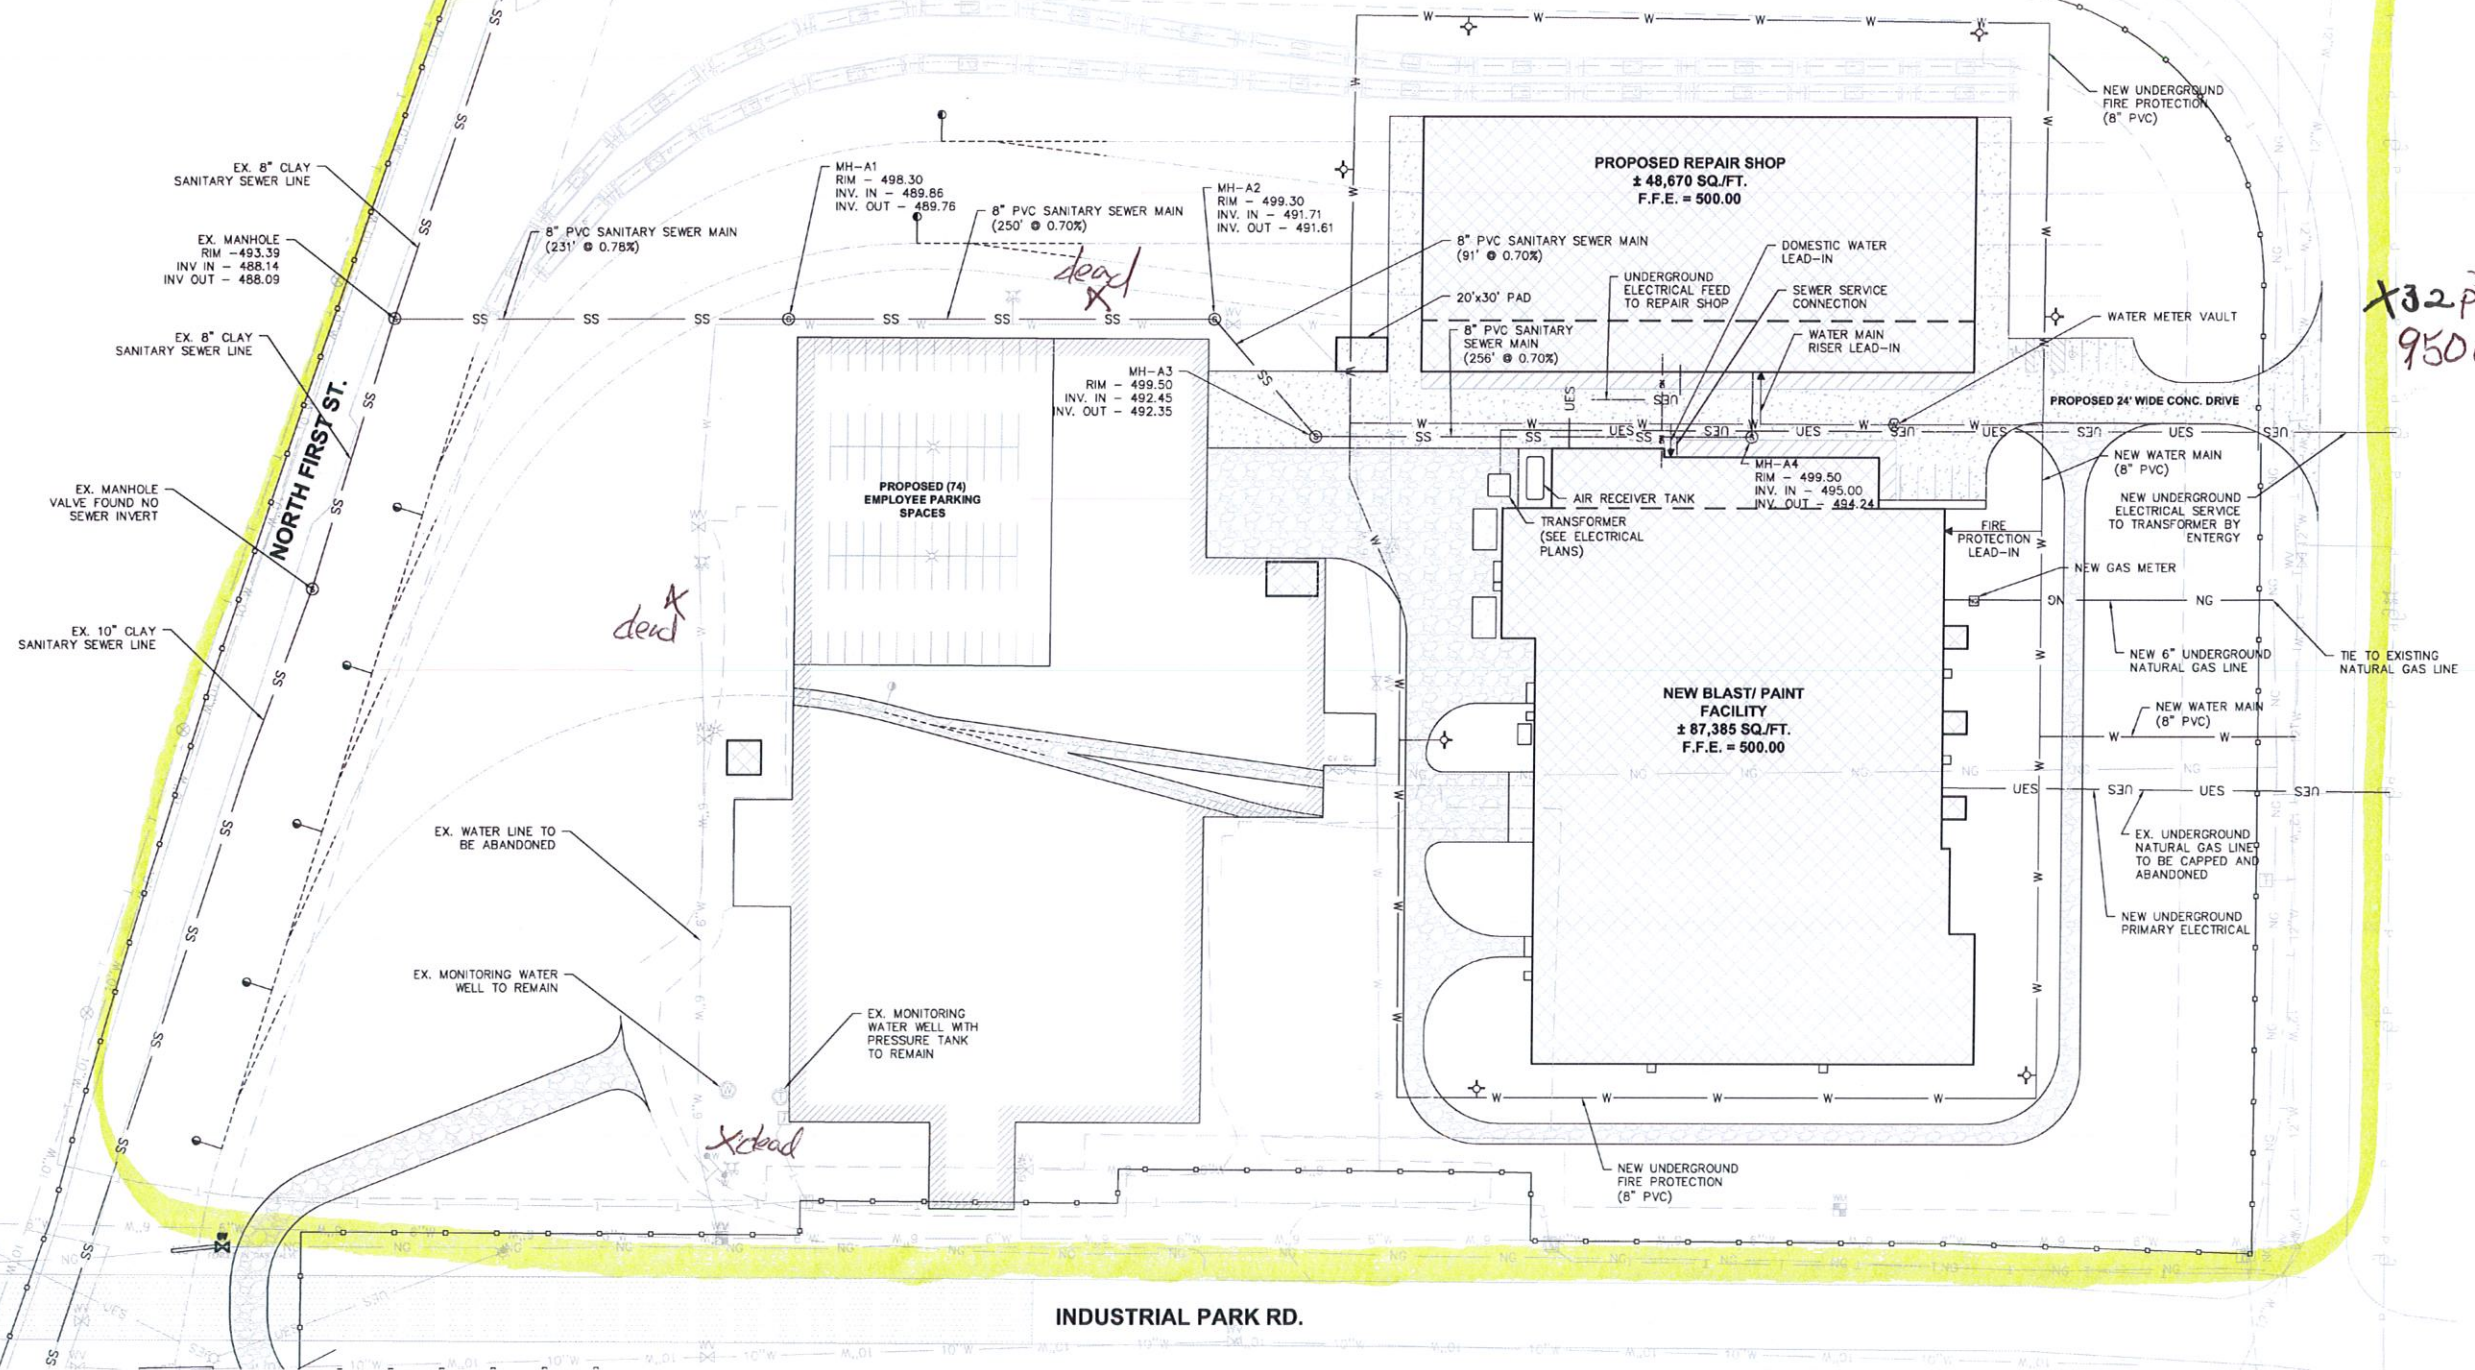 NEW UNDERGROUND
FIRE PROTECTION
(8" PVC)
EX. 8" CLAY
SANITARY SEWER LINE
EX. MANHOLE
RIM -493.39
INV IN - 488.14
INV OUT - 488.09
EX. 8" CLAY
SANITARY SEWER LINE
8" PVC SANITARY SEWER MAIN
(231' @ 0.78%)
MH-A1
RIM - 498.30
INV. IN - 489.86
INV. OUT - 489.76
8" PVC SANITARY SEWER MAIN
(250' @ 0.70%)
MH-A2
RIM - 499.30
INV. IN - 491.71
INV. OUT - 491.61
dead
X
8" PVC SANITARY SEWER MAIN
(91' @ 0.70%)
20'x30' PAD
8" PVC SANITARY
SEWER MAIN
(256' @ 0.70%)
MH-A3
RIM - 499.50
INV. IN - 492.45
INV. OUT - 492.35
PROPOSED REPAIR SHOP
± 48,670 SQ./FT.
F.F.E. = 500.00
UNDERGROUND
ELECTRICAL FEED
TO REPAIR SHOP
DOMESTIC WATER
LEAD-IN
SEWER SERVICE
CONNECTION
WATER MAIN
RISER LEAD-IN
WATER METER VAULT
X32
950
PROPOSED 24' WIDE CONC. DRIVE
NORTH FIRST ST.
EX. MANHOLE
VALVE FOUND NO
SEWER INVERT
EX. 10" CLAY
SANITARY SEWER LINE
PROPOSED (74)
EMPLOYEE PARKING
SPACES
MH-A4
RIM - 499.50
INV. IN - 495.00
INV. OUT - 494.24
AIR RECEIVER TANK
TRANSFORMER
(SEE ELECTRICAL
PLANS)
NEW WATER MAIN
(8" PVC)
NEW UNDERGROUND
ELECTRICAL SERVICE
TO TRANSFORMER BY
ENTERGY
FIRE
PROTECTION
LEAD-IN
NEW GAS METER
NEW 6" UNDERGROUND
NATURAL GAS LINE
TIE TO EXISTING
NATURAL GAS LINE
X
dead
NEW BLAST/ PAINT
FACILITY
± 87,385 SQ./FT.
F.F.E. = 500.00
NEW WATER MAIN
(8" PVC)
EX. UNDERGROUND
NATURAL GAS LINE
TO BE CAPPED AND
ABANDONED
NEW UNDERGROUND
PRIMARY ELECTRICAL
EX. WATER LINE TO
BE ABANDONED
EX. MONITORING WATER
WELL TO REMAIN
EX. MONITORING
WATER WELL WITH
PRESSURE TANK
TO REMAIN
X dead
NEW UNDERGROUND
FIRE PROTECTION
(8" PVC)
INDUSTRIAL PARK RD.